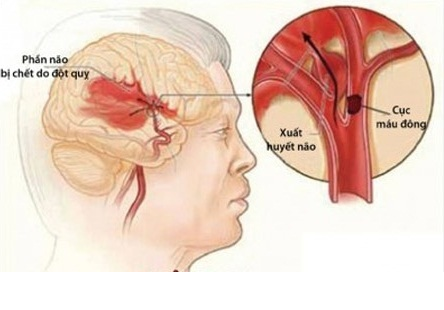 Phần não
bị chết do đột quỵ
Cục
máu đông
Xuất
huyết não